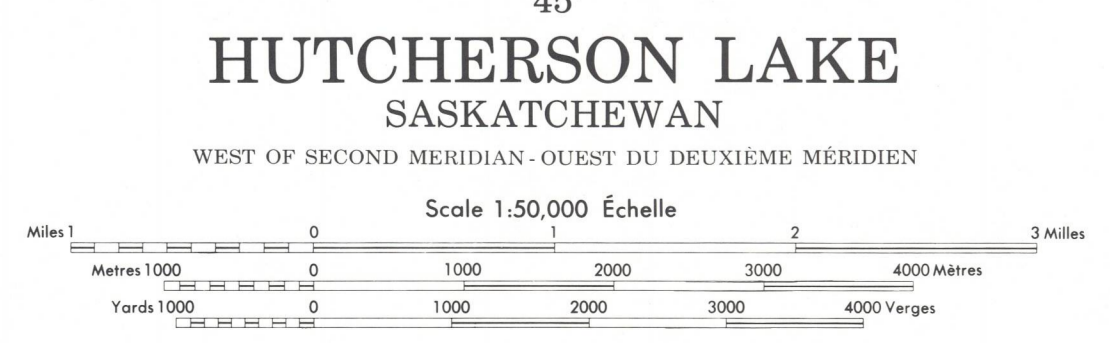 45
HUTCHERSON LAKE
SASKATCHEWAN
WEST OF SECOND MERIDIAN - OUEST DU DEUXIÈME MÉRIDIEN
Scale 1:50,000 Échelle
Miles 1 0 1 2 3 Milles
Metres 1000 0 1000 2000 3000 4000 Mètres
Yards 1000 0 1000 2000 3000 4000 Verges